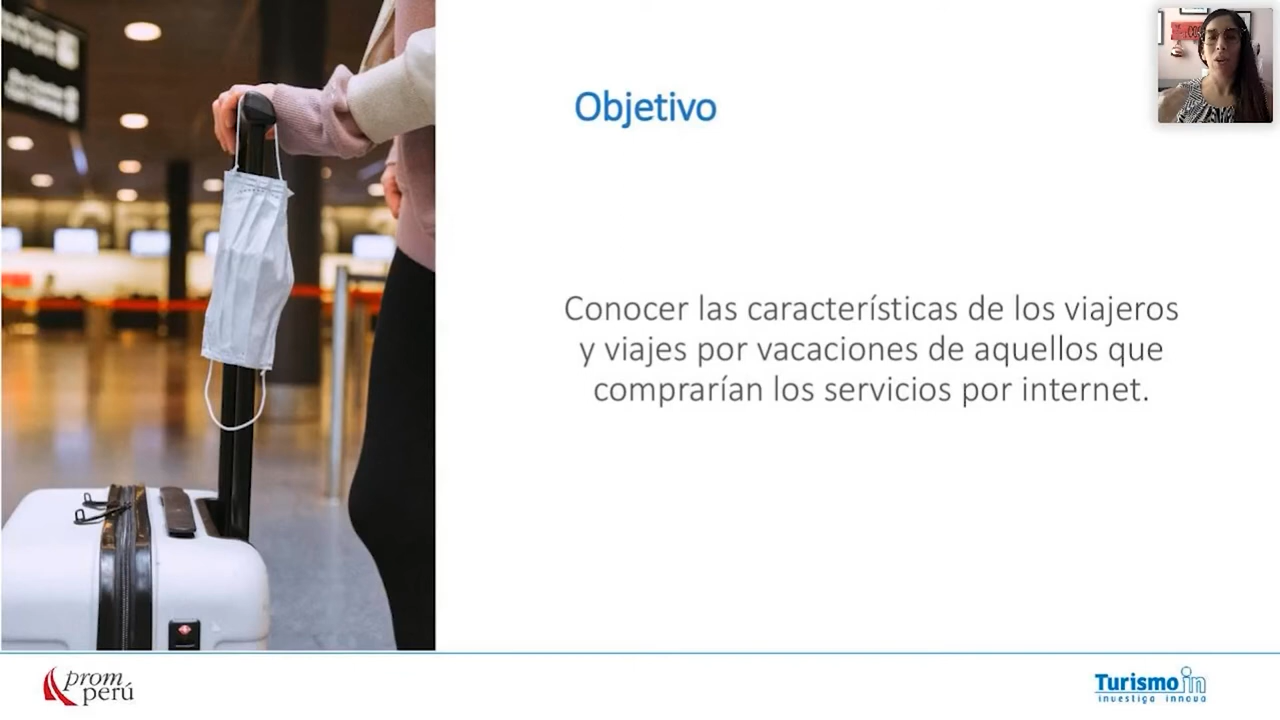 Objetivo
Conocer las características de los viajeros
y viajes por vacaciones de aquellos que
comprarían los servicios por internet.
prom
perú
Turismo in
investiga innova